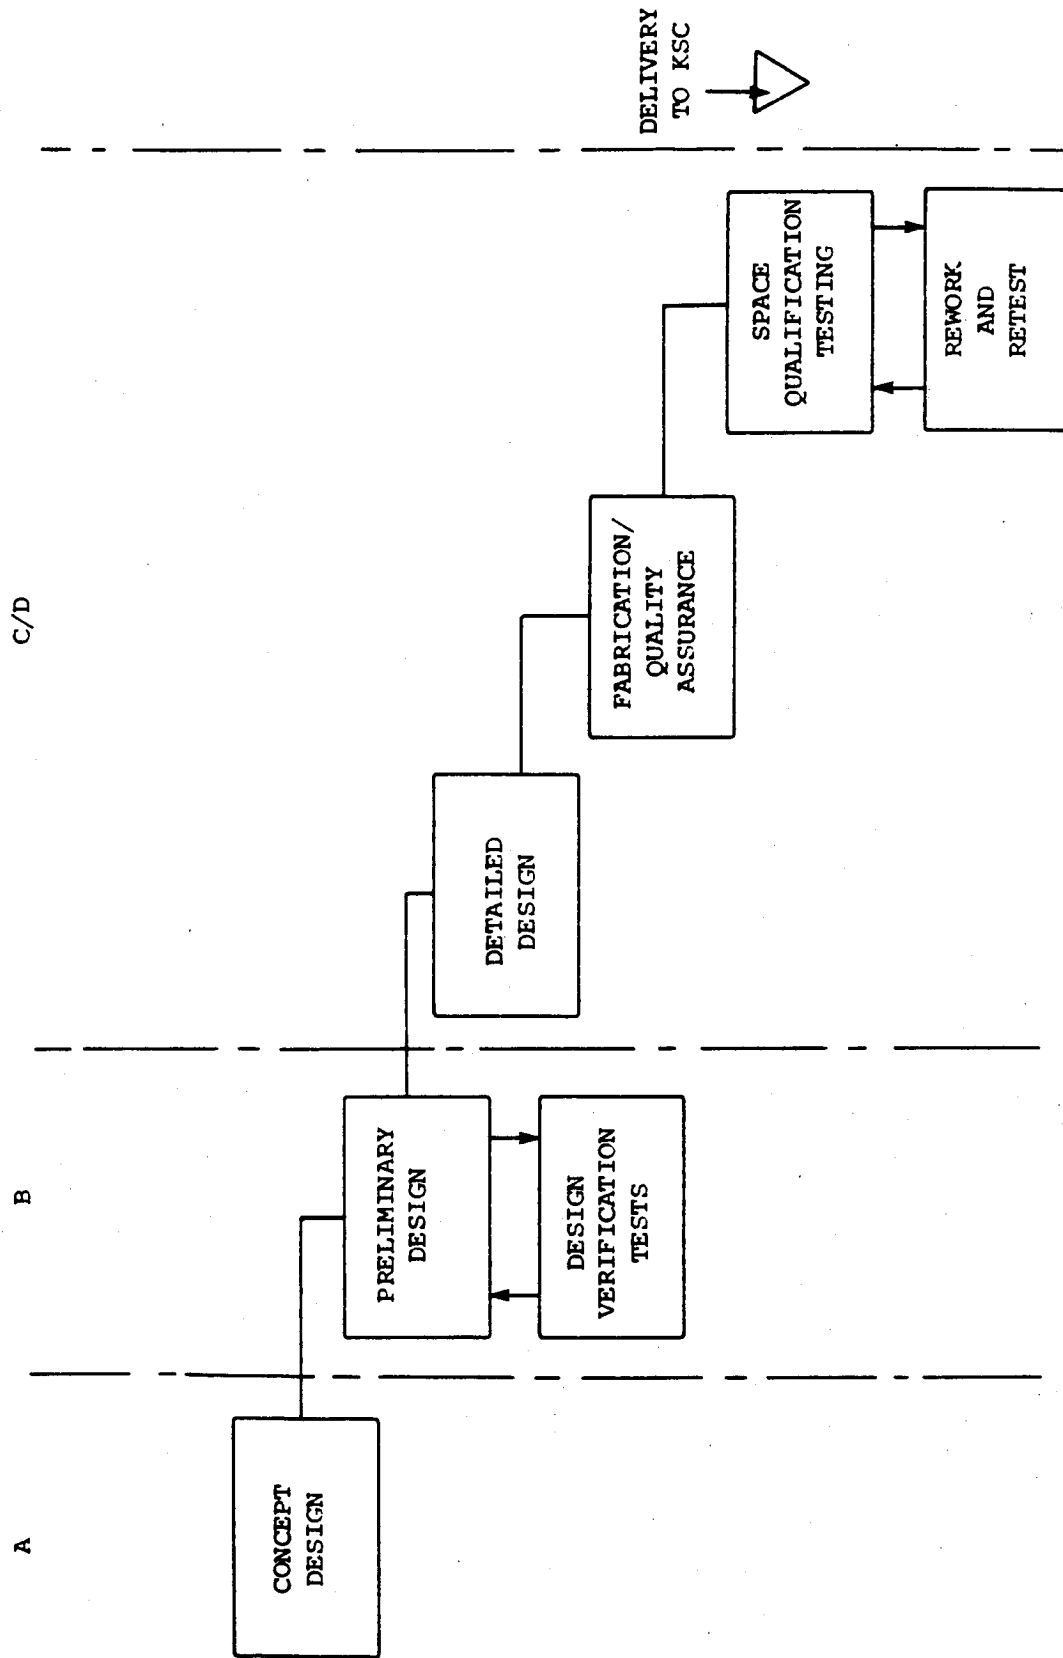 A
B
C/D
CONCEPT
DESIGN
PRELIMINARY
DESIGN
DESIGN
VERIFICATION
TESTS
DETAILED
DESIGN
FABRICATION/
QUALITY
ASSURANCE
SPACE
QUALIFICATION
TESTING
REWORK
AND
RETEST
DELIVERY
TO KSC